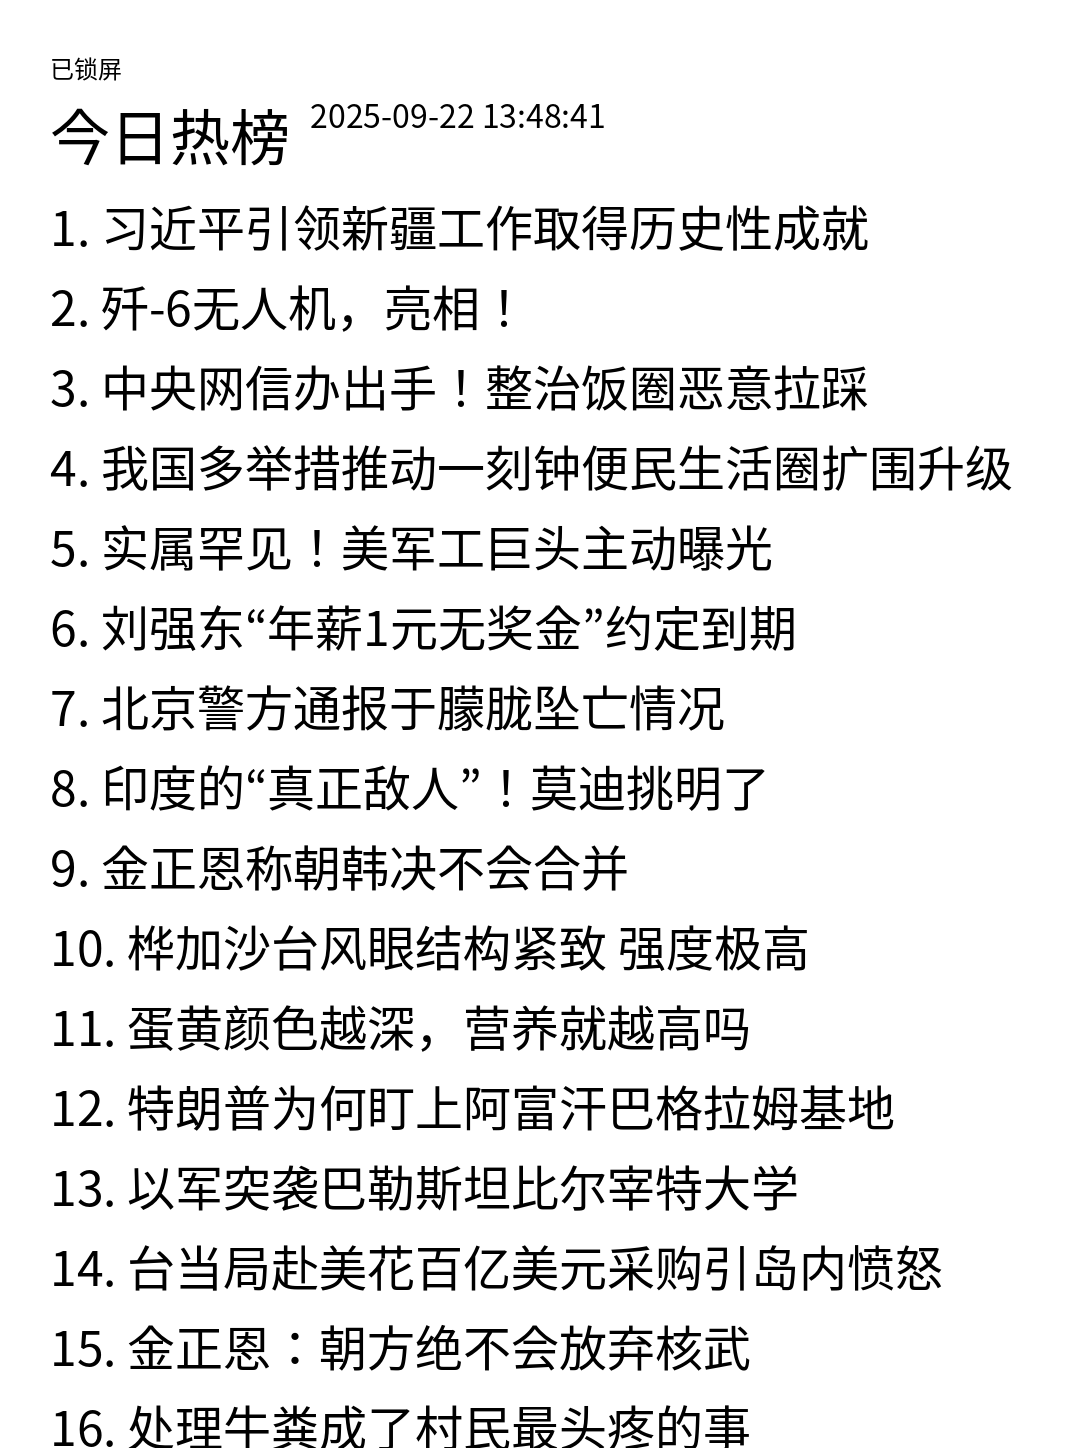 已锁屏
今日热榜 2025-09-22 13:48:41
1. 习近平引领新疆工作取得历史性成就
2. 歼-6无人机，亮相！
3. 中央网信办出手！整治饭圈恶意拉踩
4. 我国多举措推动一刻钟便民生活圈扩围升级
5. 实属罕见！美军工巨头主动曝光
6. 刘强东“年薪1元无奖金”约定到期
7. 北京警方通报于朦胧坠亡情况
8. 印度的“真正敌人”！莫迪挑明了
9. 金正恩称朝韩决不会合并
10. 桦加沙台风眼结构紧致 强度极高
11. 蛋黄颜色越深，营养就越高吗
12. 特朗普为何盯上阿富汗巴格拉姆基地
13. 以军突袭巴勒斯坦比尔宰特大学
14. 台当局赴美花百亿美元采购引岛内愤怒
15. 金正恩：朝方绝不会放弃核武
16. 处理牛粪成了村民最头疼的事